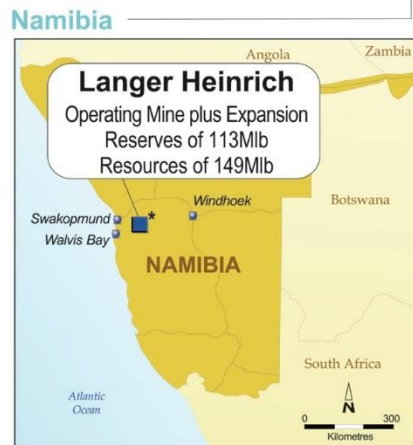 Namibia
Angola
Zambia
Langer Heinrich
Operating Mine plus Expansion
Reserves of 113Mlb
Resources of 149Mlb
Botswana
Windhoek
Swakopmund
*
Walvis Bay
NAMIBIA
South Africa
Atlantic
Ocean
N
0 300
Kilometres